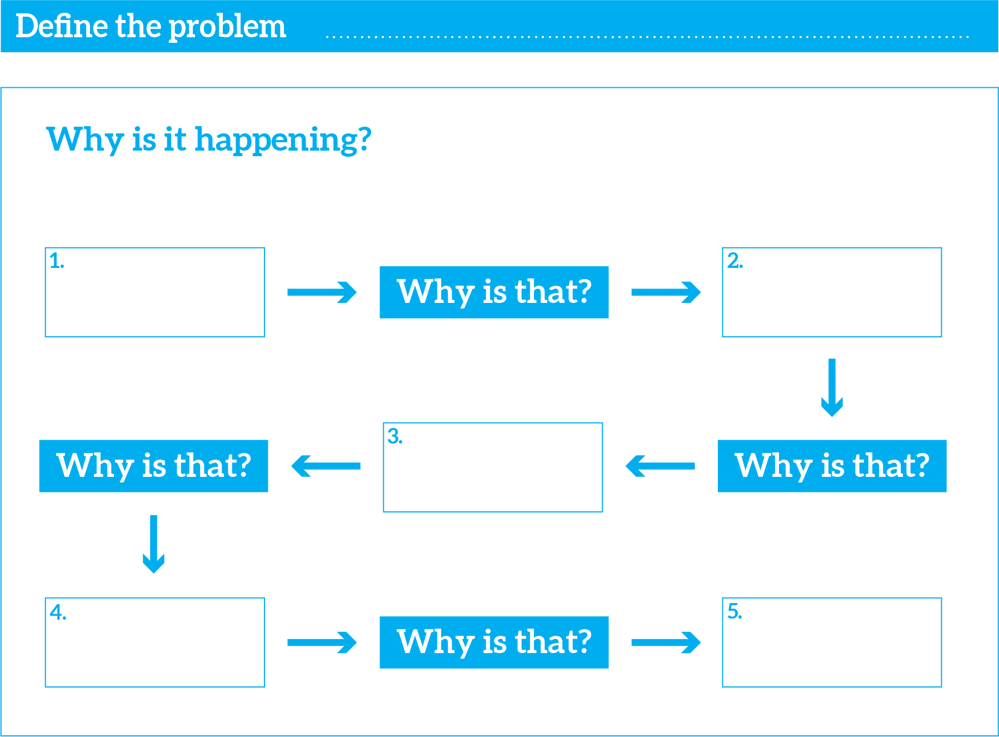 Define the problem
Why is it happening?
1.
Why is that?
2.
Why is that?
3.
Why is that?
4.
Why is that?
5.